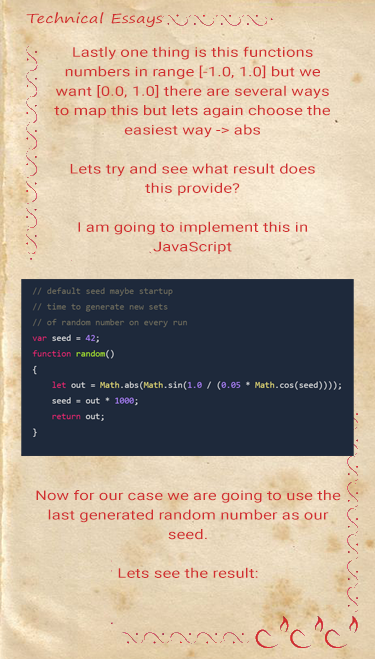 Technical Essays
Lastly one thing is this functions
numbers in range [-1.0, 1.0] but we
want [0.0, 1.0] there are several ways
to map this but lets again choose the
easiest way -> abs
Lets try and see what result does
this provide?
I am going to implement this in
JavaScript
// default seed maybe startup
// time to generate new sets
// of random number on every run
var seed = 42;
function random()
{
let out = Math.abs(Math.sin(1.0 / (0.05 * Math.cos(seed))));
seed = out * 1000;
return out;
}
Now for our case we are going to use the
last generated random number as our
seed.
Lets see the result: